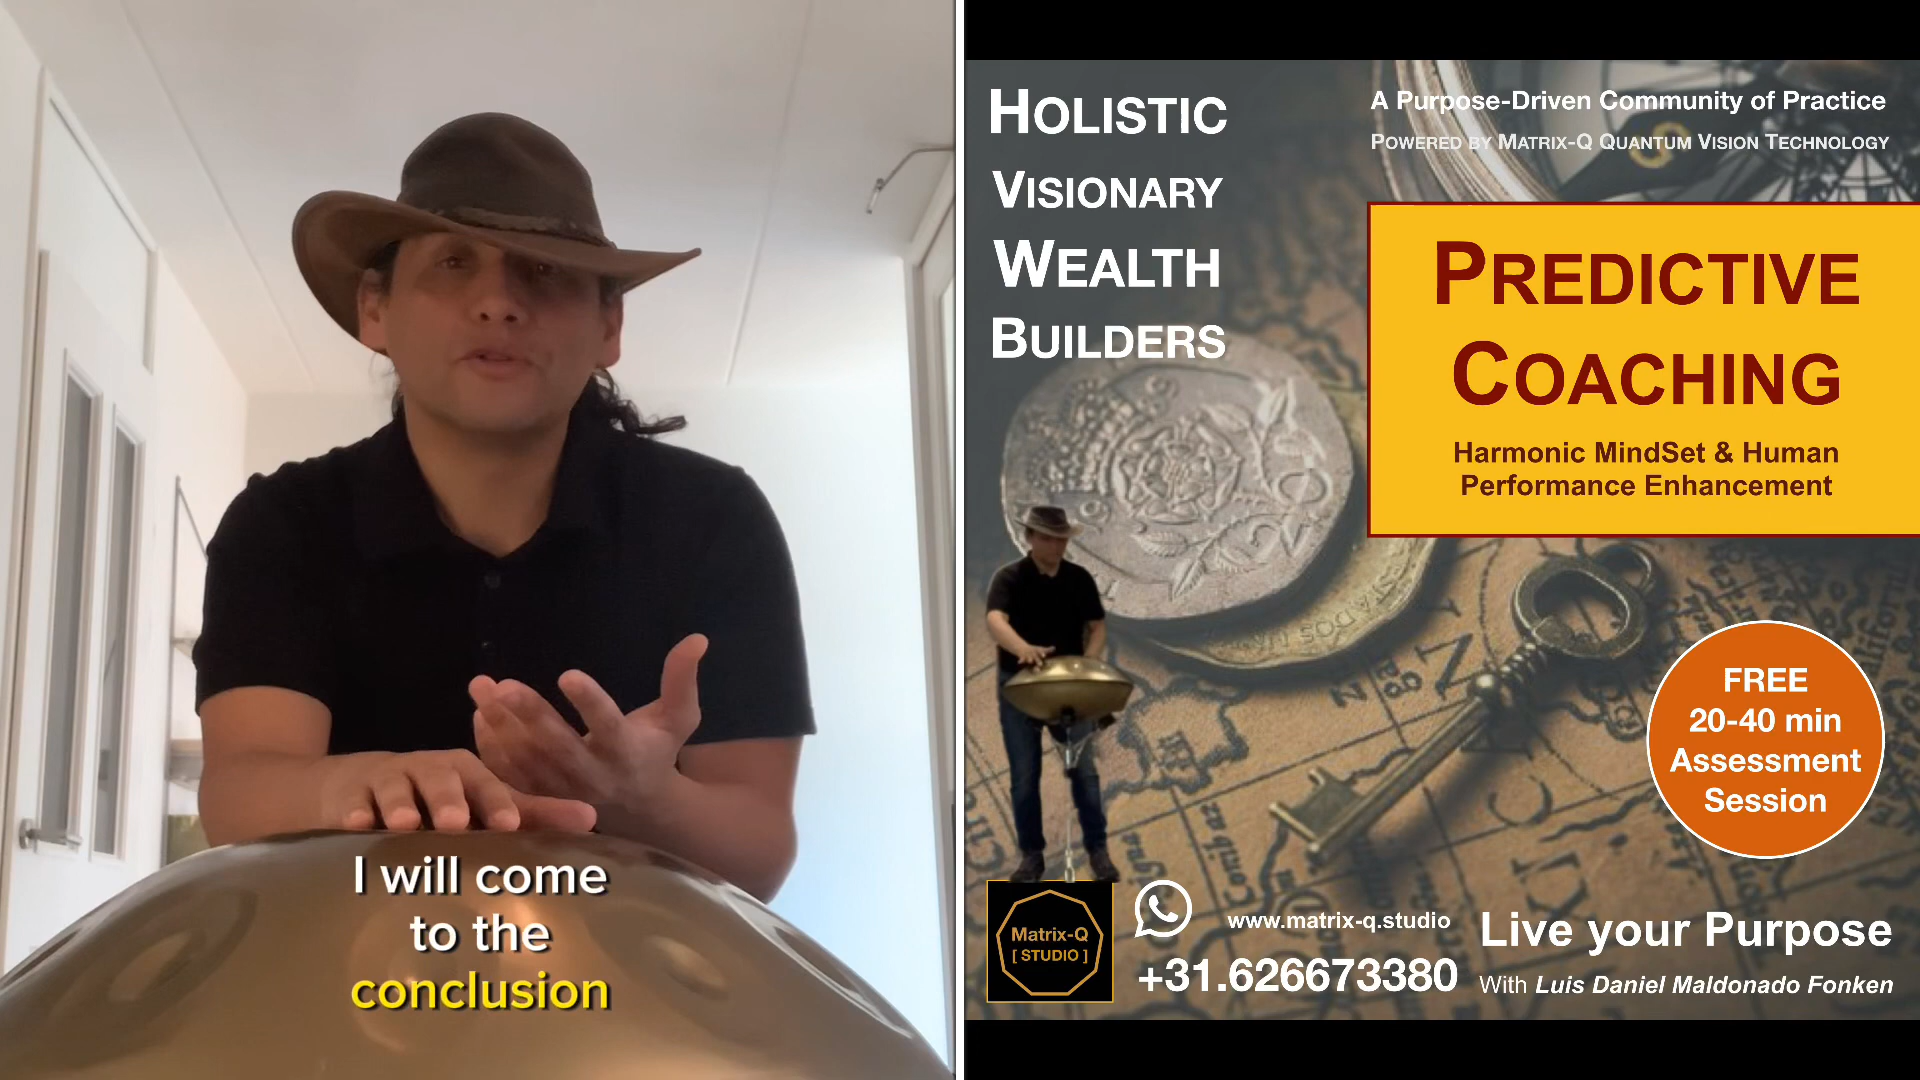 I will come
to the
conclusion
HOLISTIC
VISIONARY
WEALTH
BUILDERS
A Purpose-Driven Community of Practice
POWERED BY MATRIX-Q QUANTUM VISION TECHNOLOGY
PREDICTIVE
COACHING
Harmonic MindSet & Human
Performance Enhancement
FREE
20-40 min
Assessment
Session
Matrix-Q
[ STUDIO ]
www.matrix-q.studio
+31.626673380
Live your Purpose
With Luis Daniel Maldonado Fonken